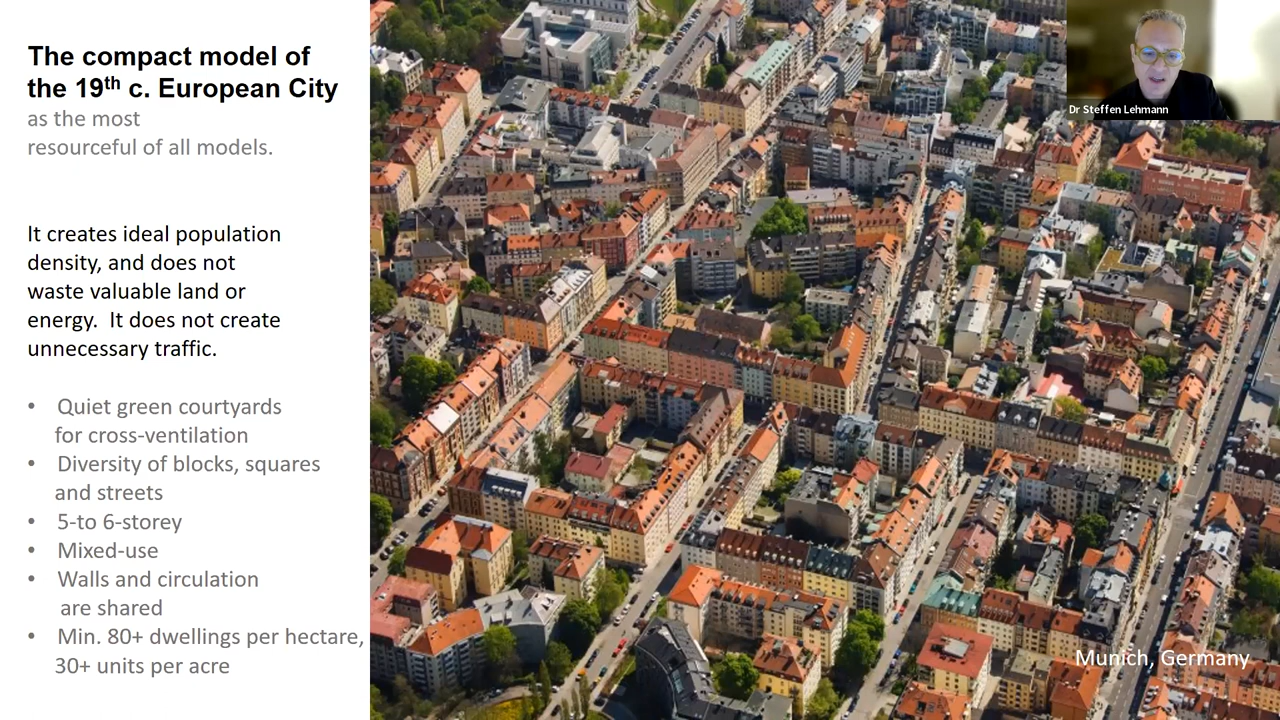 The compact model of
the 19th c. European City
as the most
resourceful of all models.
It creates ideal population
density, and does not
waste valuable land or
energy.  It does not create
unnecessary traffic.
• Quiet green courtyards
for cross-ventilation
• Diversity of blocks, squares
and streets
• 5-to 6-storey
• Mixed-use
• Walls and circulation
are shared
• Min. 80+ dwellings per hectare,
30+ units per acre
Dr Steffen Lehmann
Munich, Germany